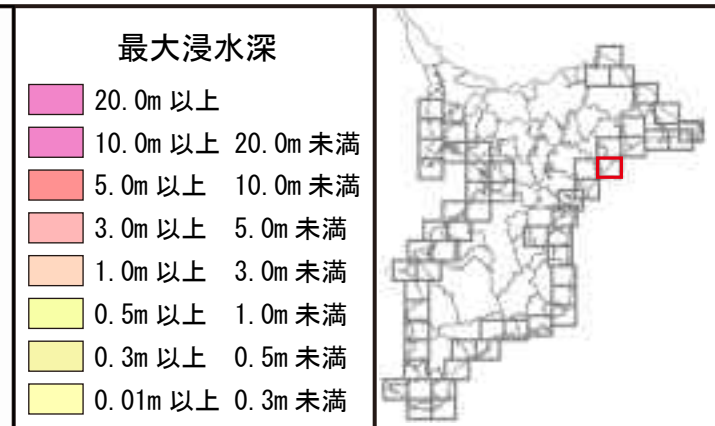 最大浸水深
20.0m 以上
10.0m 以上 20.0m 未満
5.0m 以上 10.0m 未満
3.0m 以上 5.0m 未満
1.0m 以上 3.0m 未満
0.5m 以上 1.0m 未満
0.3m 以上 0.5m 未満
0.01m 以上 0.3m 未満